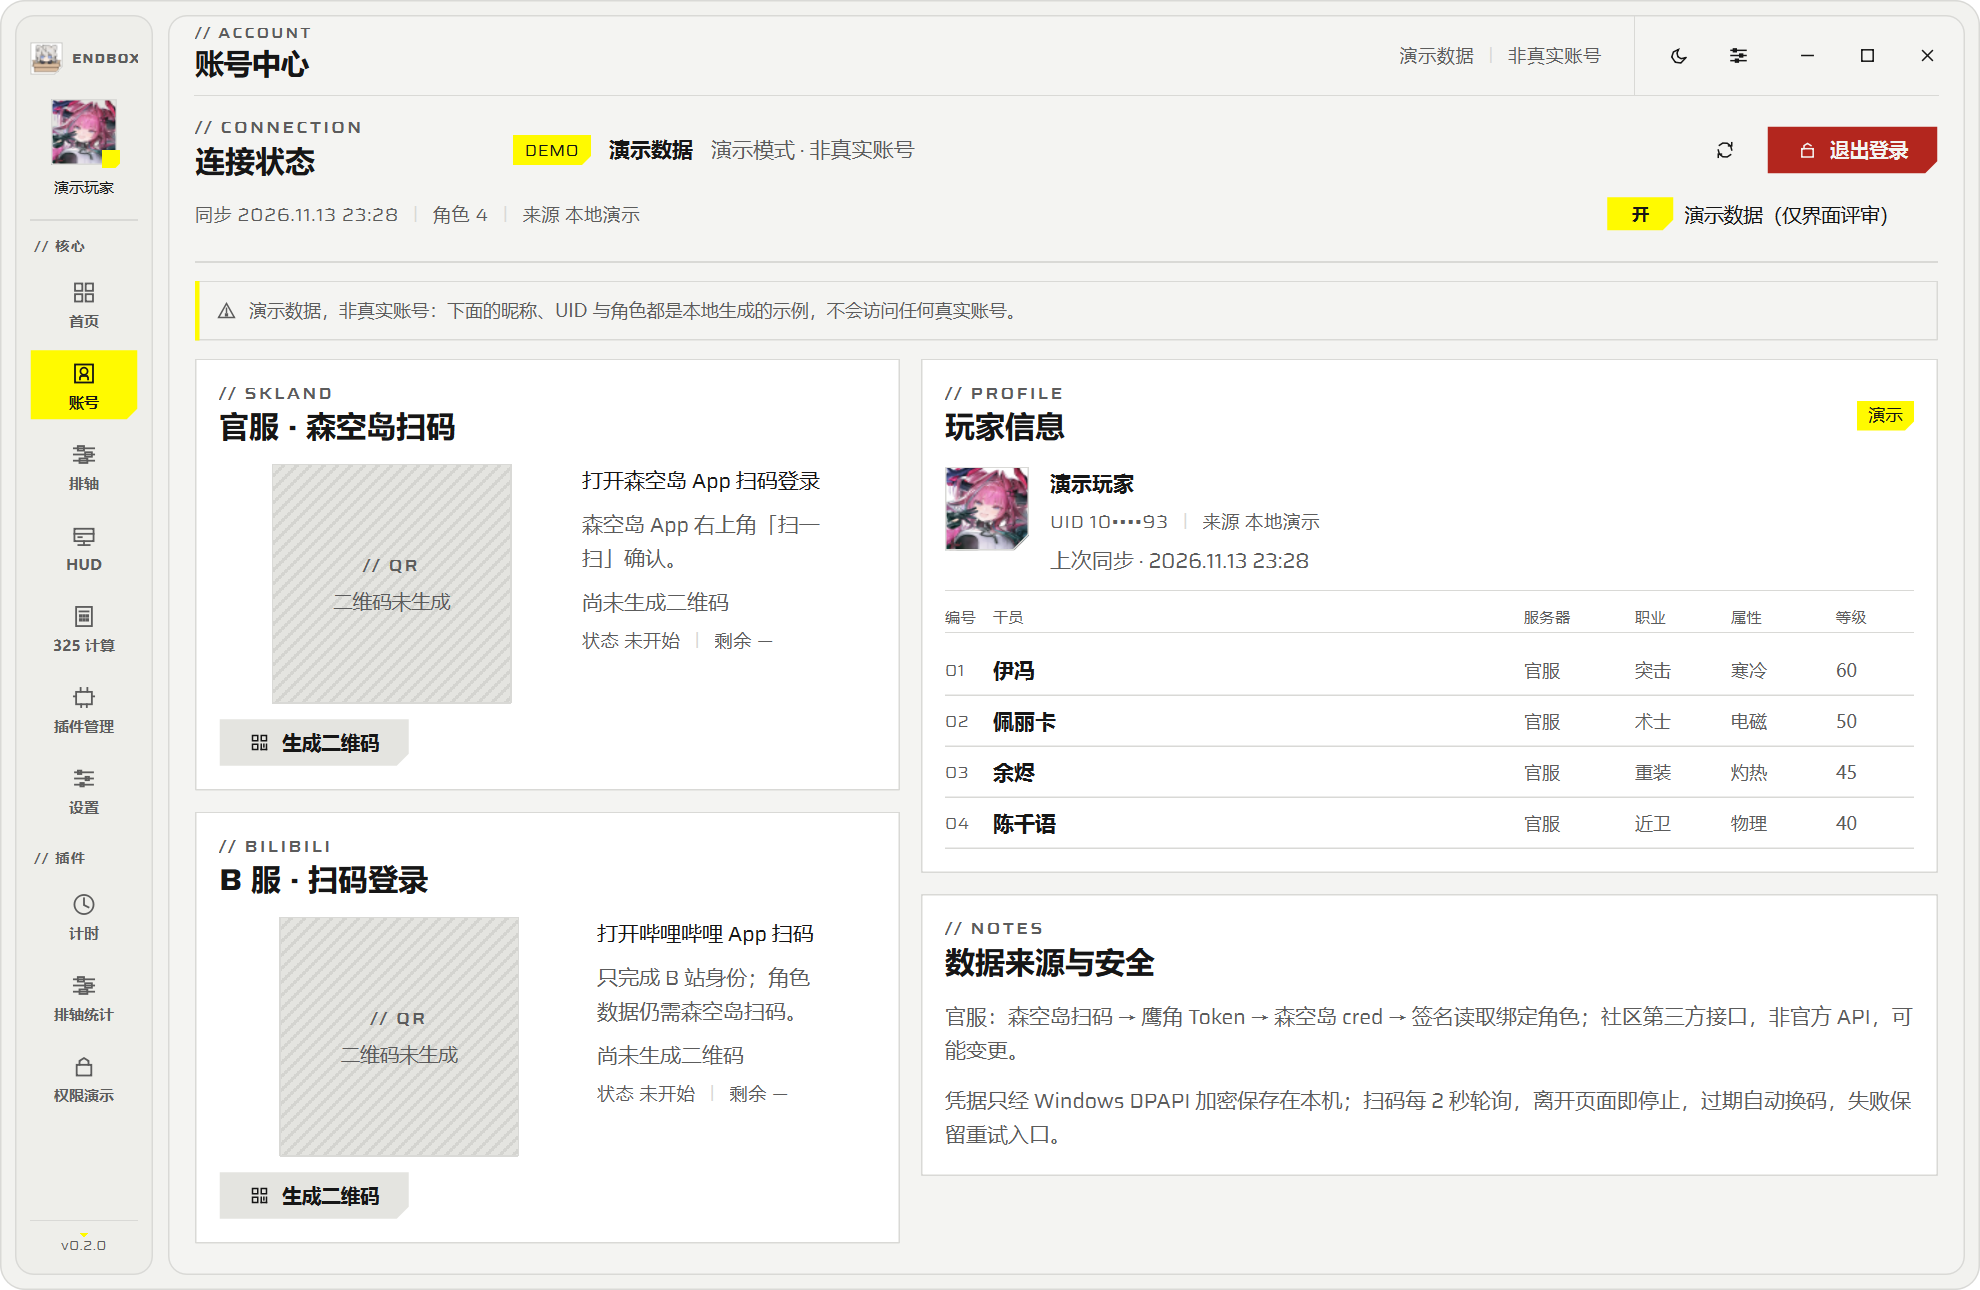 ENDBOX
演示玩家
// 核心
首页
账号
排轴
HUD
325 计算
插件管理
设置
// 插件
计时
排轴统计
权限演示
v0.2.0
// ACCOUNT
账号中心
演示数据 | 非真实账号
// CONNECTION
连接状态
DEMO 演示数据 演示模式 · 非真实账号
退出登录
同步 2026.11.13 23:28 | 角色 4 | 来源 本地演示
开 演示数据（仅界面评审）
演示数据，非真实账号：下面的昵称、UID 与角色都是本地生成的示例，不会访问任何真实账号。
// SKLAND
官服 · 森空岛扫码
// QR
二维码未生成
打开森空岛 App 扫码登录
森空岛 App 右上角「扫一
扫」确认。
尚未生成二维码
状态 未开始 | 剩余 —
生成二维码
// BILIBILI
B 服 · 扫码登录
// QR
二维码未生成
打开哔哩哔哩 App 扫码
只完成 B 站身份；角色
数据仍需森空岛扫码。
尚未生成二维码
状态 未开始 | 剩余 —
生成二维码
// PROFILE
玩家信息
演示
演示玩家
UID 10••••93 | 来源 本地演示
上次同步 · 2026.11.13 23:28
编号 干员 服务器 职业 属性 等级
01 伊冯 官服 突击 寒冷 60
02 佩丽卡 官服 术士 电磁 50
03 余烬 官服 重装 灼热 45
04 陈千语 官服 近卫 物理 40
// NOTES
数据来源与安全
官服：森空岛扫码 → 鹰角 Token → 森空岛 cred → 签名读取绑定角色；社区第三方接口，非官方 API，可
能变更。
凭据只经 Windows DPAPI 加密保存在本机；扫码每 2 秒轮询，离开页面即停止，过期自动换码，失败保
留重试入口。